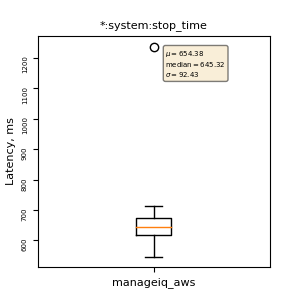 *:system:stop_time
μ = 654.38
median = 645.32
σ = 92.43
1200
1100
1000
900
800
700
600
Latency, ms
manageiq_aws